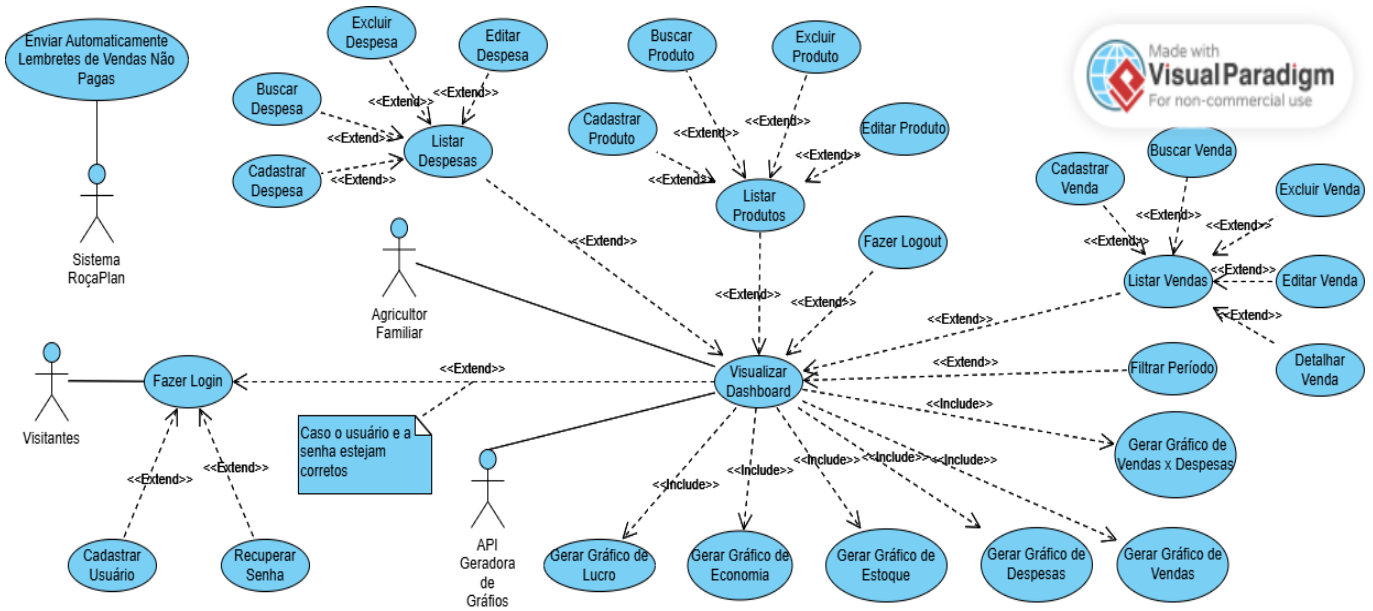 Enviar Automaticamente
Lembretes de Vendas Não
Pagas
Sistema
RoçaPlan
Excluir
Despesa
Editar
Despesa
Buscar
Despesa
Cadastrar
Despesa
<<Extend>>
<<Extend>>
<<Extend>>
<<Extend>>
Listar
Despesas
<<Extend>>
Buscar
Produto
Excluir
Produto
Cadastrar
Produto
Editar Produto
<<Extend>>
<<Extend>>
<<Extend>>
<<Extend>>
Listar
Produtos
<<Extend>>
Fazer Logout
<<Extend>>
Made with
Visual Paradigm
For non-commercial use
Buscar Venda
Cadastrar
Venda
Excluir Venda
<<Extend>>
<<Extend>>
<<Extend>>
Listar Vendas
<<Extend>>
Editar Venda
<<Extend>>
Detalhar
Venda
<<Extend>>
Agricultor
Familiar
Visitantes
Fazer Login
<<Extend>>
Caso o usuário e a
senha estejam
corretos
<<Extend>>
<<Extend>>
Cadastrar
Usuário
Recuperar
Senha
Visualizar
Dashboard
<<Extend>>
Filtrar Período
<<Include>>
Gerar Gráfico de
Vendas x Despesas
API
Geradora
de
Gráfios
<<Include>>
<<Include>>
<<Include>>
<<Include>>
<<Include>>
Gerar Gráfico de
Lucro
Gerar Gráfico de
Economia
Gerar Gráfico de
Estoque
Gerar Gráfico de
Despesas
Gerar Gráfico de
Vendas